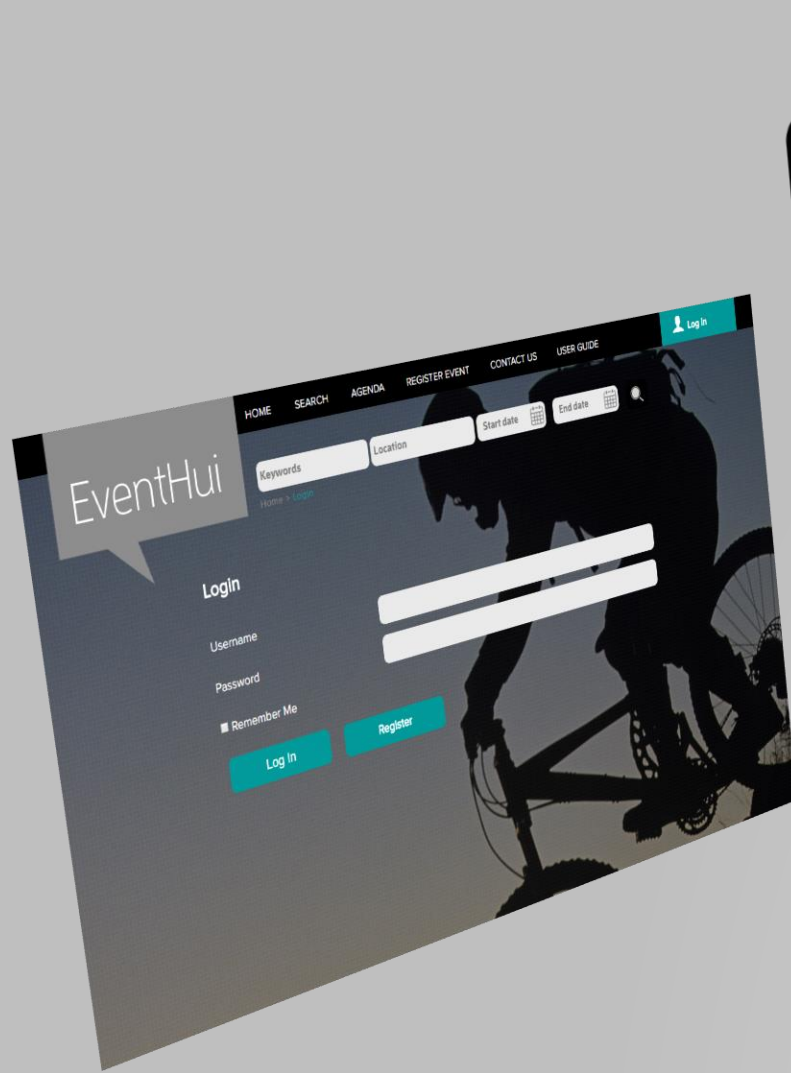 HOME SEARCH AGENDA REGISTER EVENT CONTACT US USER GUIDE Log In
EventHui
Keywords Location Start date End date
Home > Login
Login
Username
Password
Remember Me
Log In Register